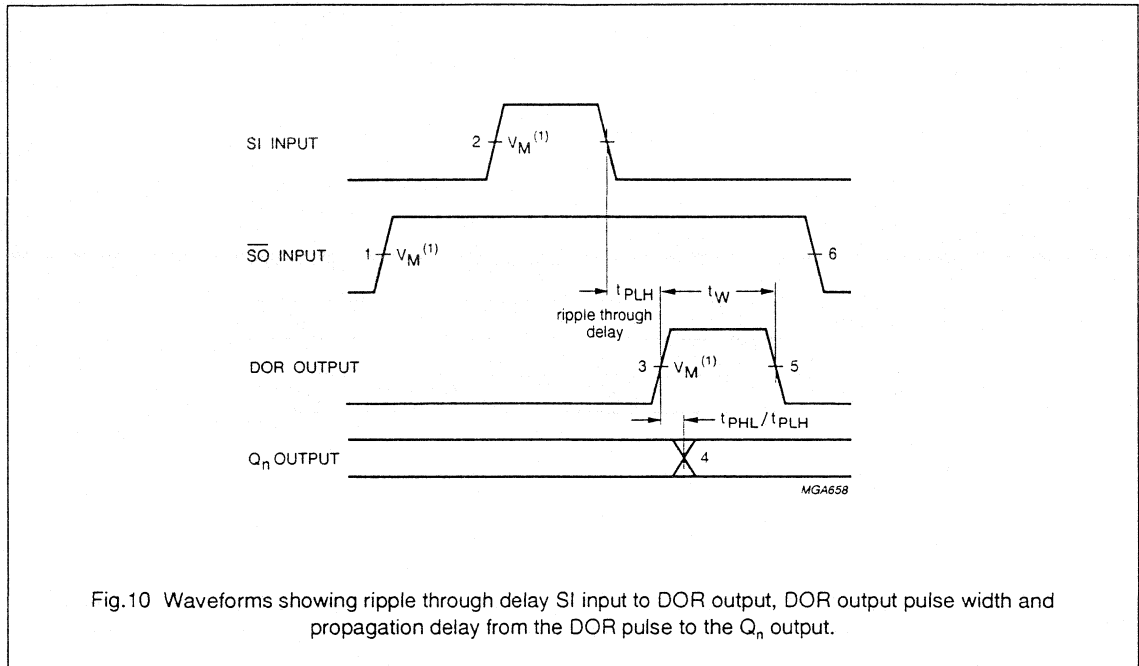 SI INPUT
2 V_M^(1)
SO̅ INPUT
1 V_M^(1)
6
t_PLH
t_W
ripple through
delay
DOR OUTPUT
3 V_M^(1)
5
t_PHL/t_PLH
Q_n OUTPUT
4
MGA658
Fig.10 Waveforms showing ripple through delay SI input to DOR output, DOR output pulse width and
propagation delay from the DOR pulse to the Q_n output.